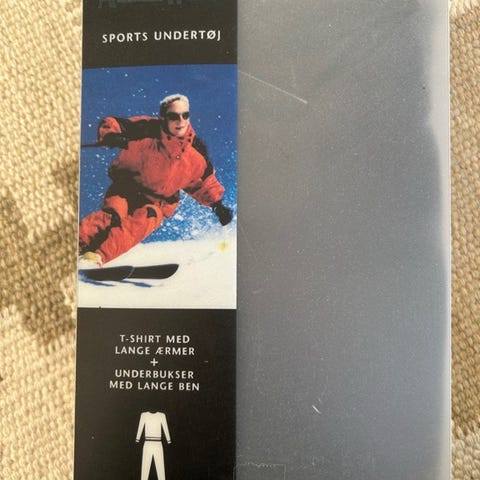 SPORTS UNDERTØJ
T-SHIRT MED
LANGE ÆRMER
+
UNDERBUKSER
MED LANGE BEN